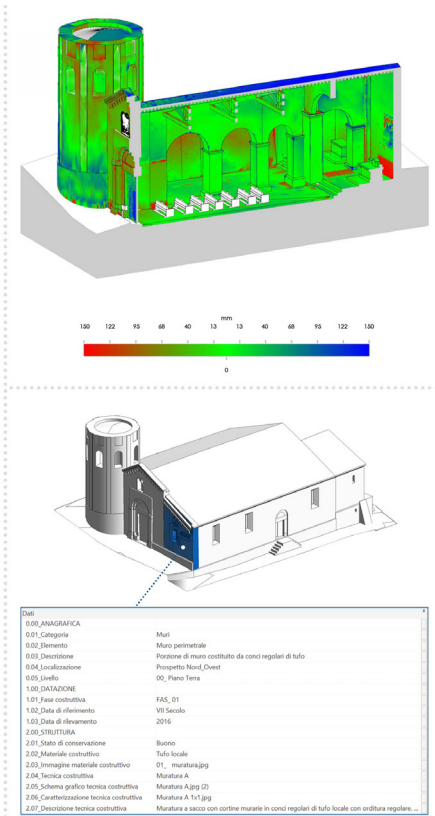 mm
150 122 95 68 40 13 13 40 68 95 122 150
0
Dati
0.00_ANAGRAFICA
0.01_Categoria Muri
0.02_Elemento Muro perimetrale
0.03_Descrizione Porzione di muro costituito da conci regolari di tufo
0.04_Localizzazione Prospetto Nord_Ovest
0.05_Livello 00_ Piano Terra
1.00_DATAZIONE
1.01_Fase costruttiva FAS_ 01
1.02_Data di riferimento VII Secolo
1.03_Data di rilevamento 2016
2.00_STRUTTURA
2.01_Stato di conservazione Buono
2.02_Materiale costruttivo Tufo locale
2.03_Immagine materiale costruttivo 01_ muratura.jpg
2.04_Tecnica costruttiva Muratura A
2.05_Schema grafico tecnica costruttiva Muratura A.jpg (2)
2.06_Caratterizzazione tecnica costruttiva Muratura A 1x1.jpg
2.07_Descrizione tecnica costruttiva Muratura a sacco con cortine murarie in conci regolari di tufo locale con orditura regolare. ...